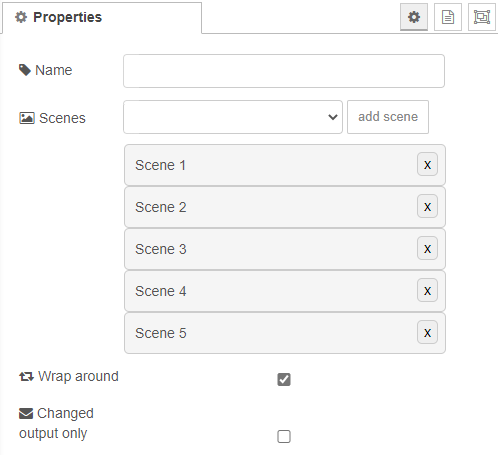 Properties
Name
Scenes
add scene
Scene 1 x
Scene 2 x
Scene 3 x
Scene 4 x
Scene 5 x
Wrap around
Changed
output only